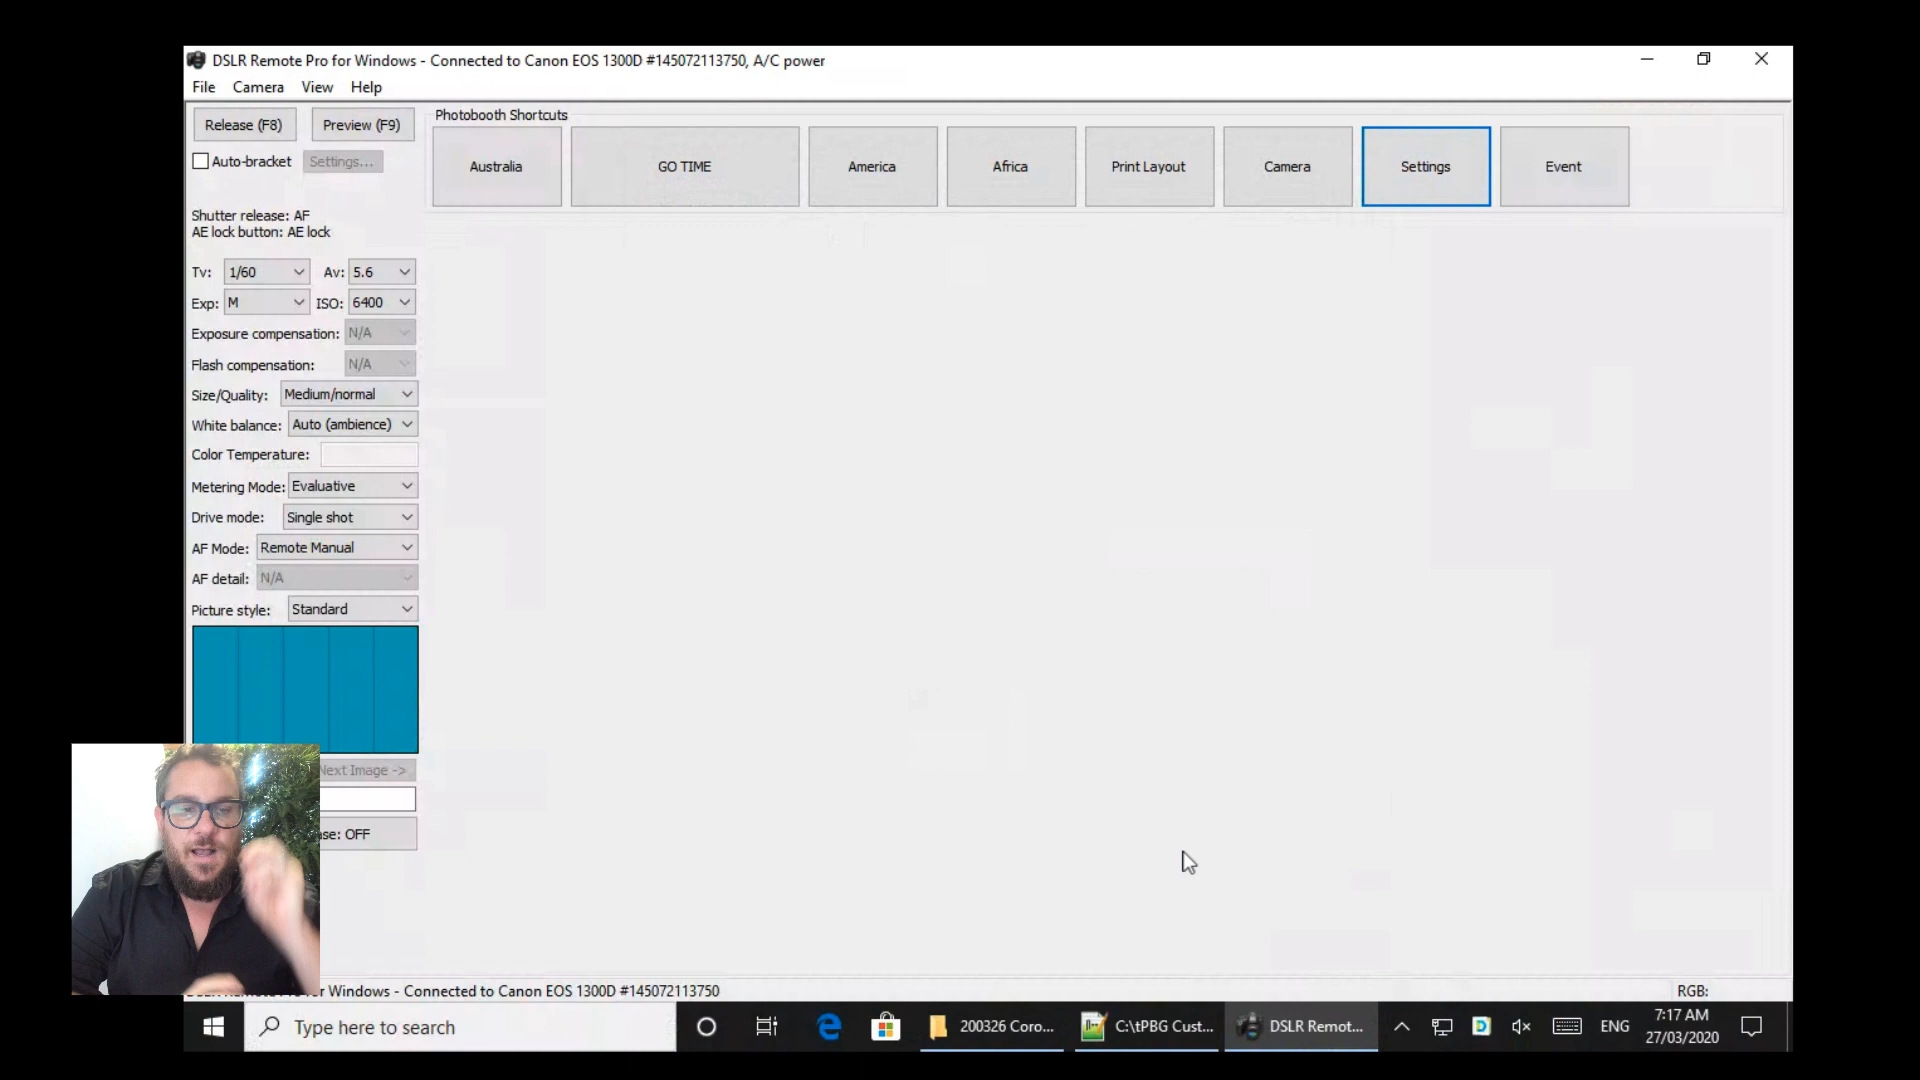 DSLR Remote Pro for Windows - Connected to Canon EOS 1300D #145072113750, A/C power
File Camera View Help
Release (F8) Preview (F9)
Auto-bracket Settings...
Photobooth Shortcuts
Australia GO TIME America Africa Print Layout Camera Settings Event
Shutter release: AF
AE lock button: AE lock
Tv: 1/60 Av: 5.6
Exp: M ISO: 6400
Exposure compensation: N/A
Flash compensation: N/A
Size/Quality: Medium/normal
White balance: Auto (ambience)
Color Temperature:
Metering Mode: Evaluative
Drive mode: Single shot
AF Mode: Remote Manual
AF detail: N/A
Picture style: Standard
Next Image ->
OFF
Windows - Connected to Canon EOS 1300D #145072113750
RGB:
Type here to search
200326 Coro... C:\tPBG Cust... DSLR Remot...
ENG
7:17 AM
27/03/2020